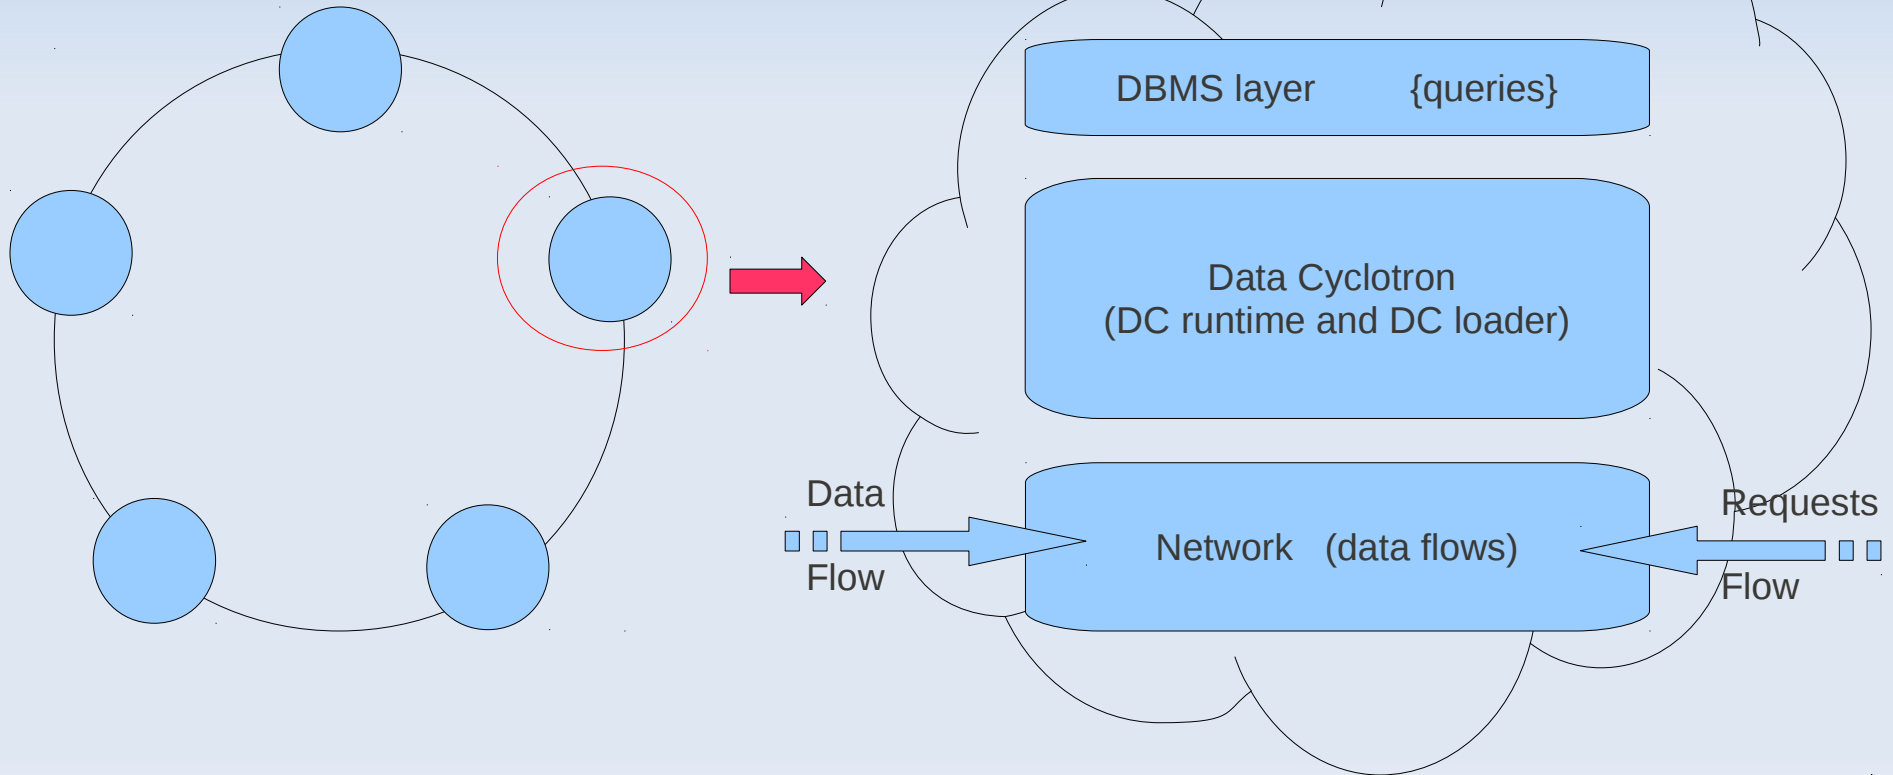 DBMS layer {queries}
Data Cyclotron
(DC runtime and DC loader)
Data
Flow
Network (data flows)
Requests
Flow